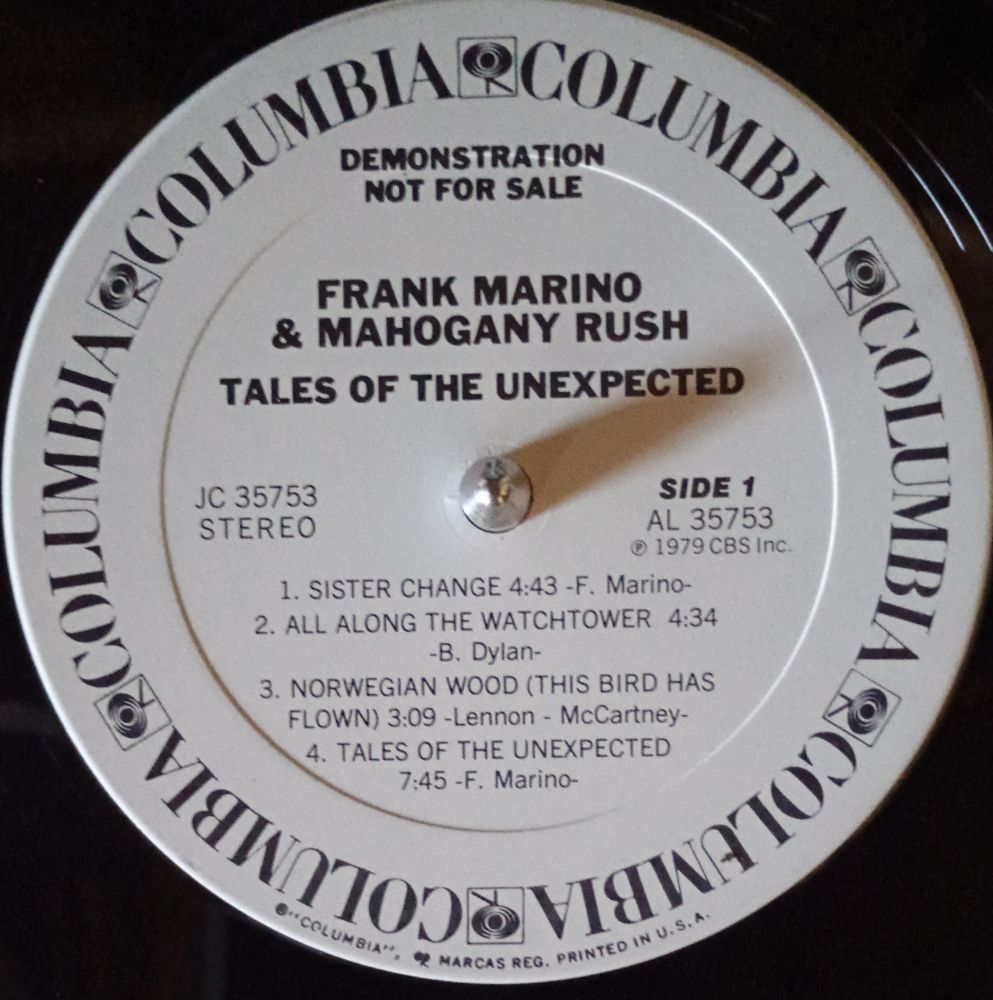 COLUMBIA COLUMBIA COLUMBIA COLUMBIA COLUMBIA COLUMBIA COLUMBIA COLUMBIA
DEMONSTRATION
NOT FOR SALE
FRANK MARINO
& MAHOGANY RUSH
TALES OF THE UNEXPECTED
JC 35753
STEREO
SIDE 1
AL 35753
℗ 1979 CBS Inc.
1. SISTER CHANGE 4:43 -F. Marino-
2. ALL ALONG THE WATCHTOWER 4:34
-B. Dylan-
3. NORWEGIAN WOOD (THIS BIRD HAS
FLOWN) 3:09 -Lennon - McCartney-
4. TALES OF THE UNEXPECTED
7:45 -F. Marino-
®"COLUMBIA", MARCAS REG. PRINTED IN U.S.A.